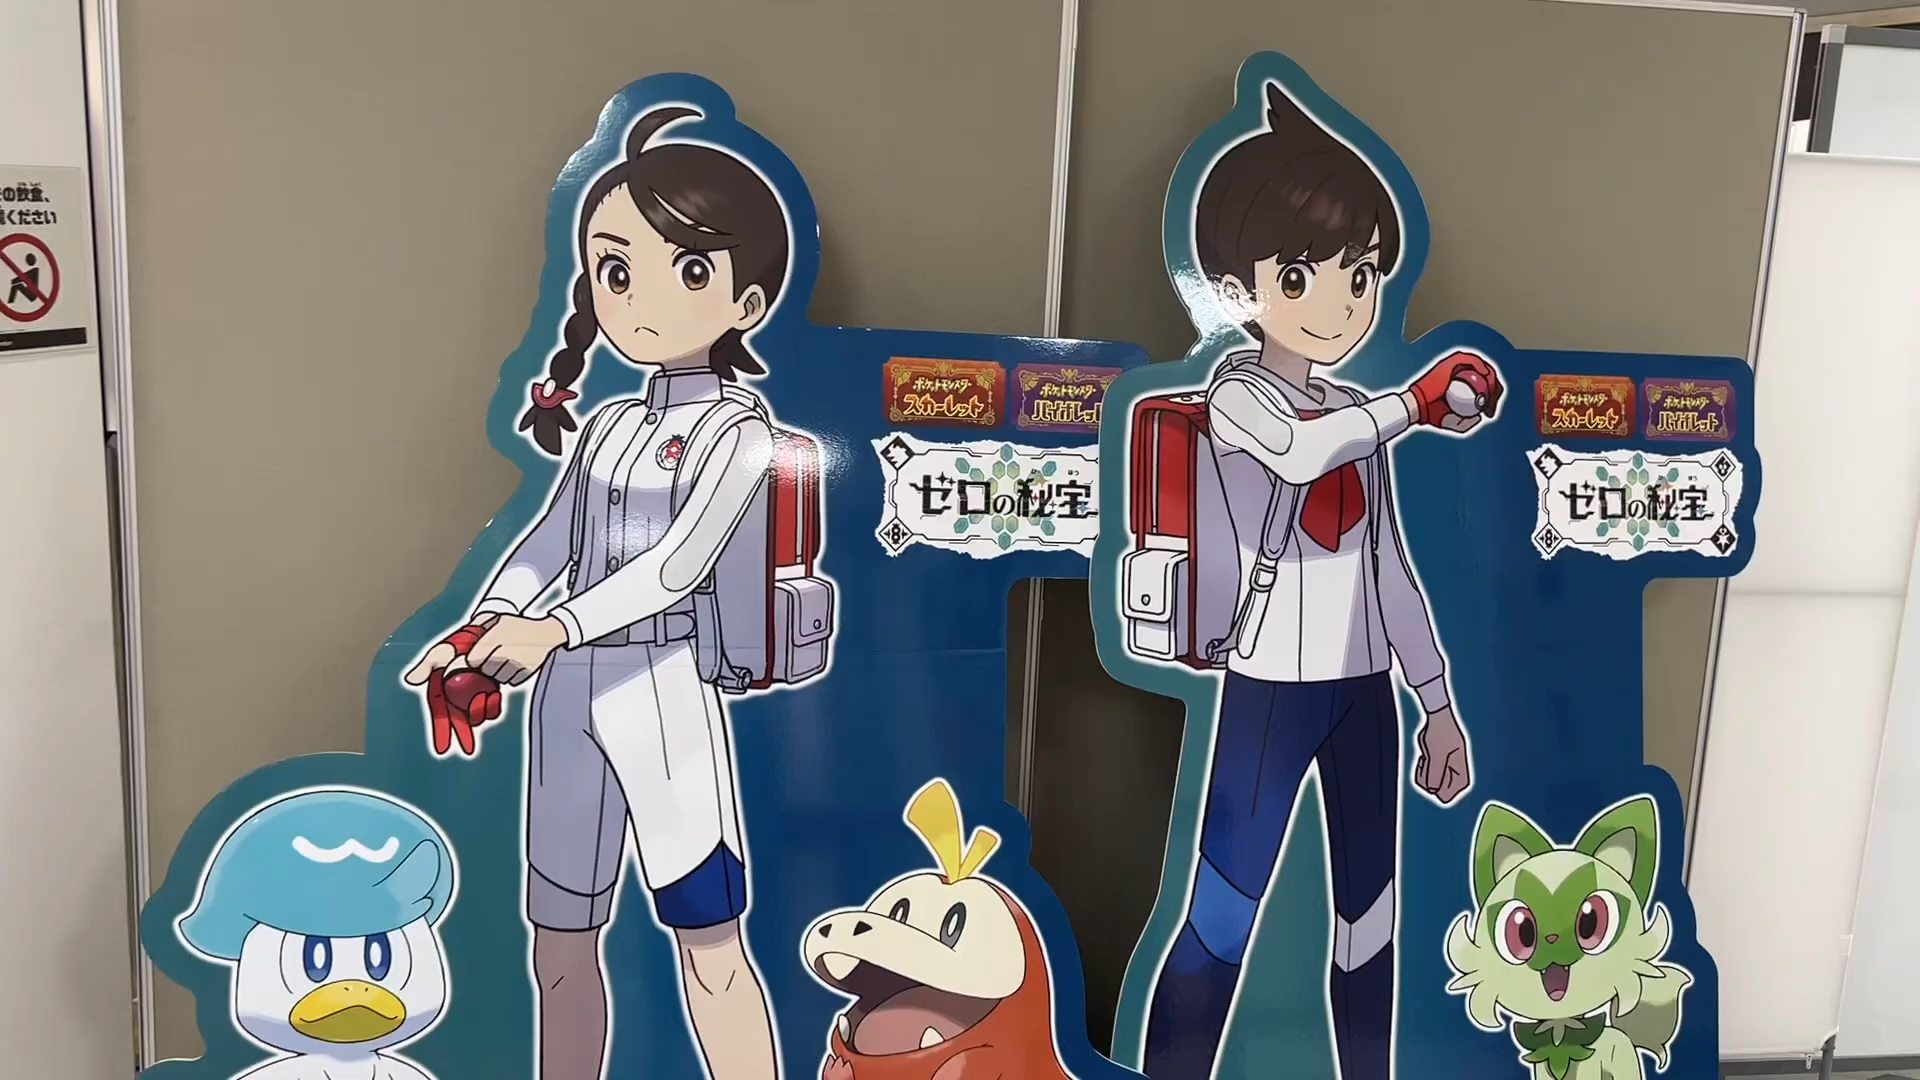 の飲食、
ください
ポケットモンスター
スカーレット
ポケットモンスター
バイオレット
ゼロの秘宝
ひ ほう
ポケットモンスター
スカーレット
ポケットモンスター
バイオレット
ゼロの秘宝